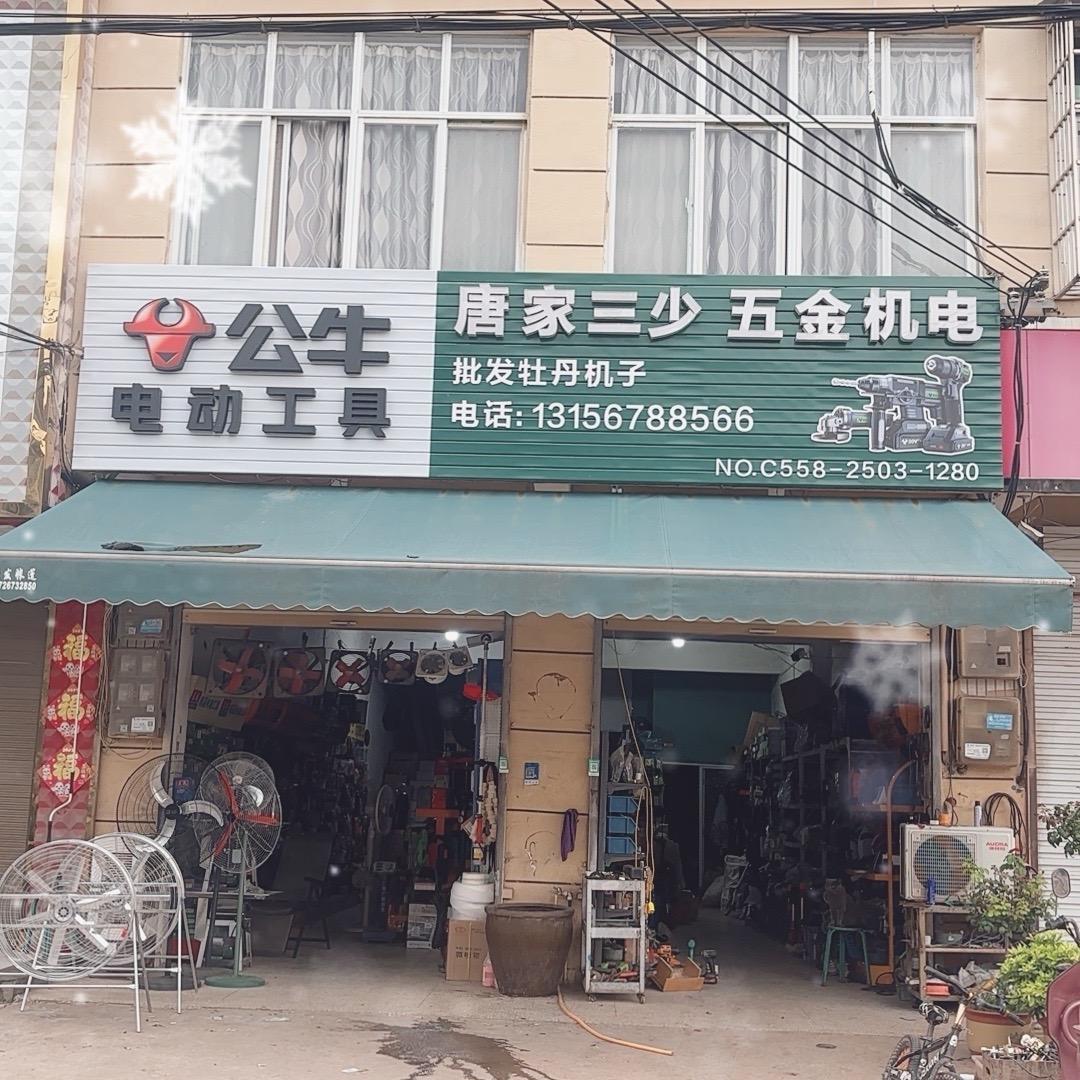 公牛
电动工具
唐家三少 五金机电
批发牡丹机子
电话: 13156788566
NO.C558-2503-1280
福
福
福
AUDRA